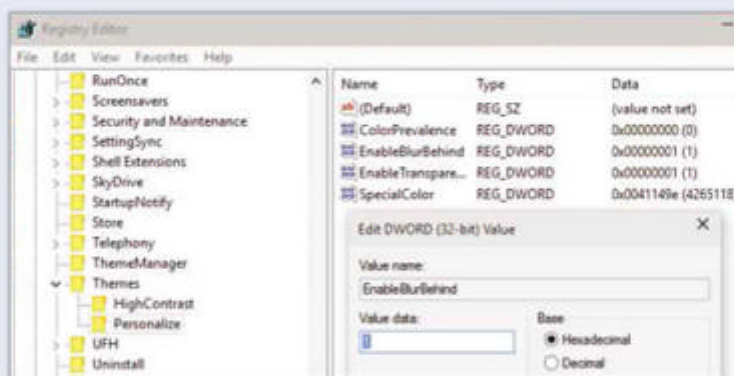 Registry Editor
File Edit View Favorites Help
RunOnce
Screensavers
Security and Maintenance
SettingSync
Shell Extensions
SkyDrive
StartupNotify
Store
Telephony
ThemeManager
Themes
HighContrast
Personalize
UFH
Uninstall
Name Type Data
(Default) REG_SZ (value not set)
ColorPrevalence REG_DWORD 0x00000000 (0)
EnableBlurBehind REG_DWORD 0x00000001 (1)
EnableTranspare... REG_DWORD 0x00000001 (1)
SpecialColor REG_DWORD 0x0041149e (4265118
Edit DWORD (32-bit) Value
Value name:
EnableBlurBehind
Value data:
1
Base
Hexadecimal
Decimal